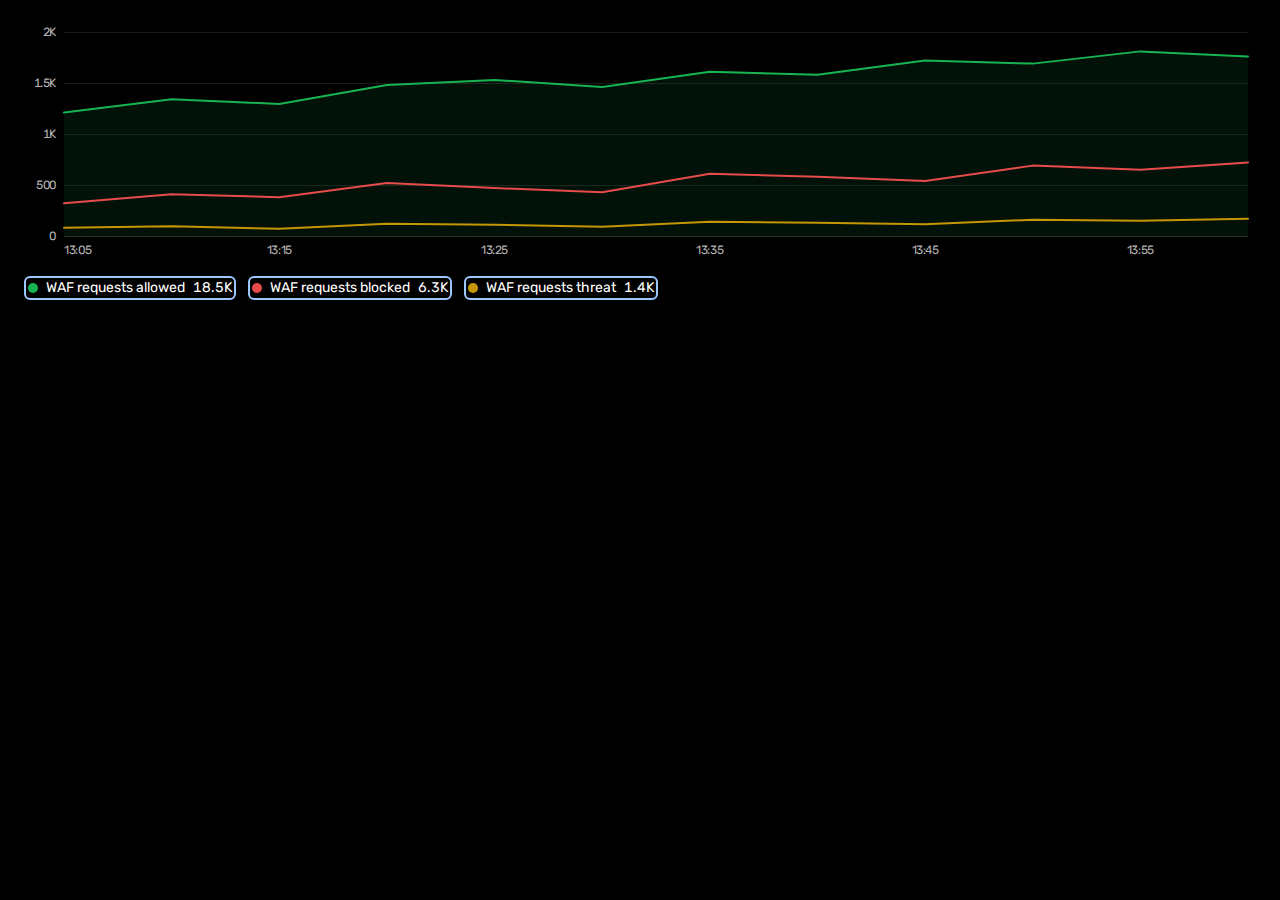 2K
1.5K
1K
500
0
13:05 13:15 13:25 13:35 13:45 13:55
WAF requests allowed 18.5K WAF requests blocked 6.3K WAF requests threat 1.4K